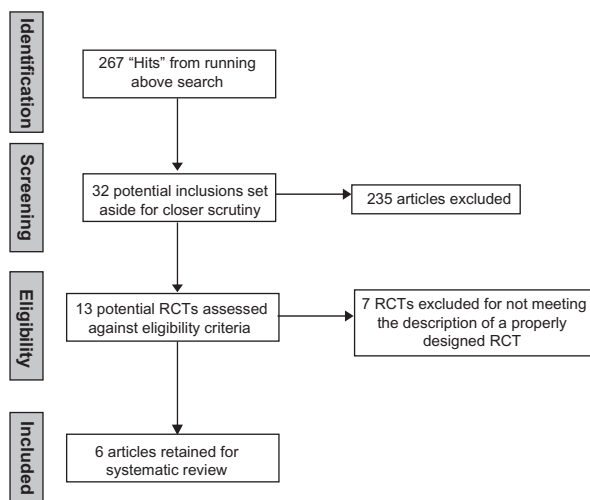 Identification
267 “Hits” from running
above search
Screening
32 potential inclusions set
aside for closer scrutiny
235 articles excluded
Eligibility
13 potential RCTs assessed
against eligibility criteria
7 RCTs excluded for not meeting
the description of a properly
designed RCT
Included
6 articles retained for
systematic review